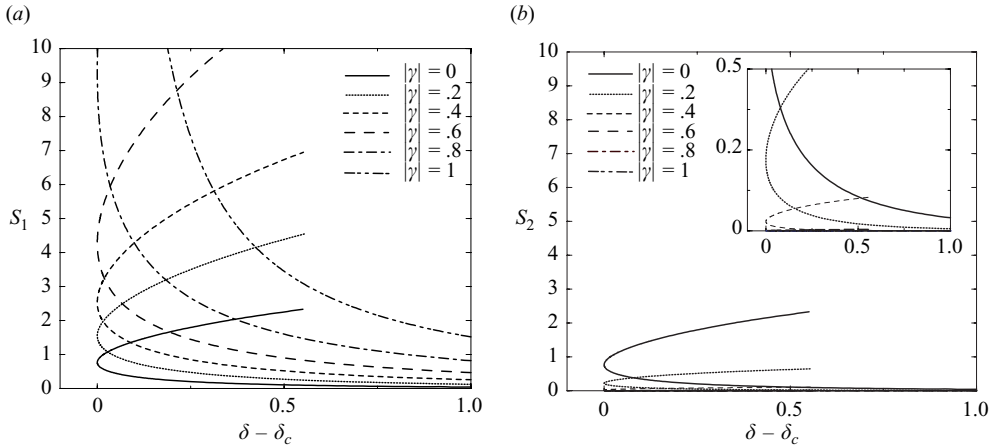 (a)
10
9
8
7
6
5
4
3
2
1
0
S1
|γ| = 0
|γ| = .2
|γ| = .4
|γ| = .6
|γ| = .8
|γ| = 1
0
0.5
1.0
δ – δc
(b)
10
9
8
7
6
5
4
3
2
1
0
S2
|γ| = 0
|γ| = .2
|γ| = .4
|γ| = .6
|γ| = .8
|γ| = 1
0.5
0.2
0
0
0.5
1.0
0
0.5
1.0
δ – δc